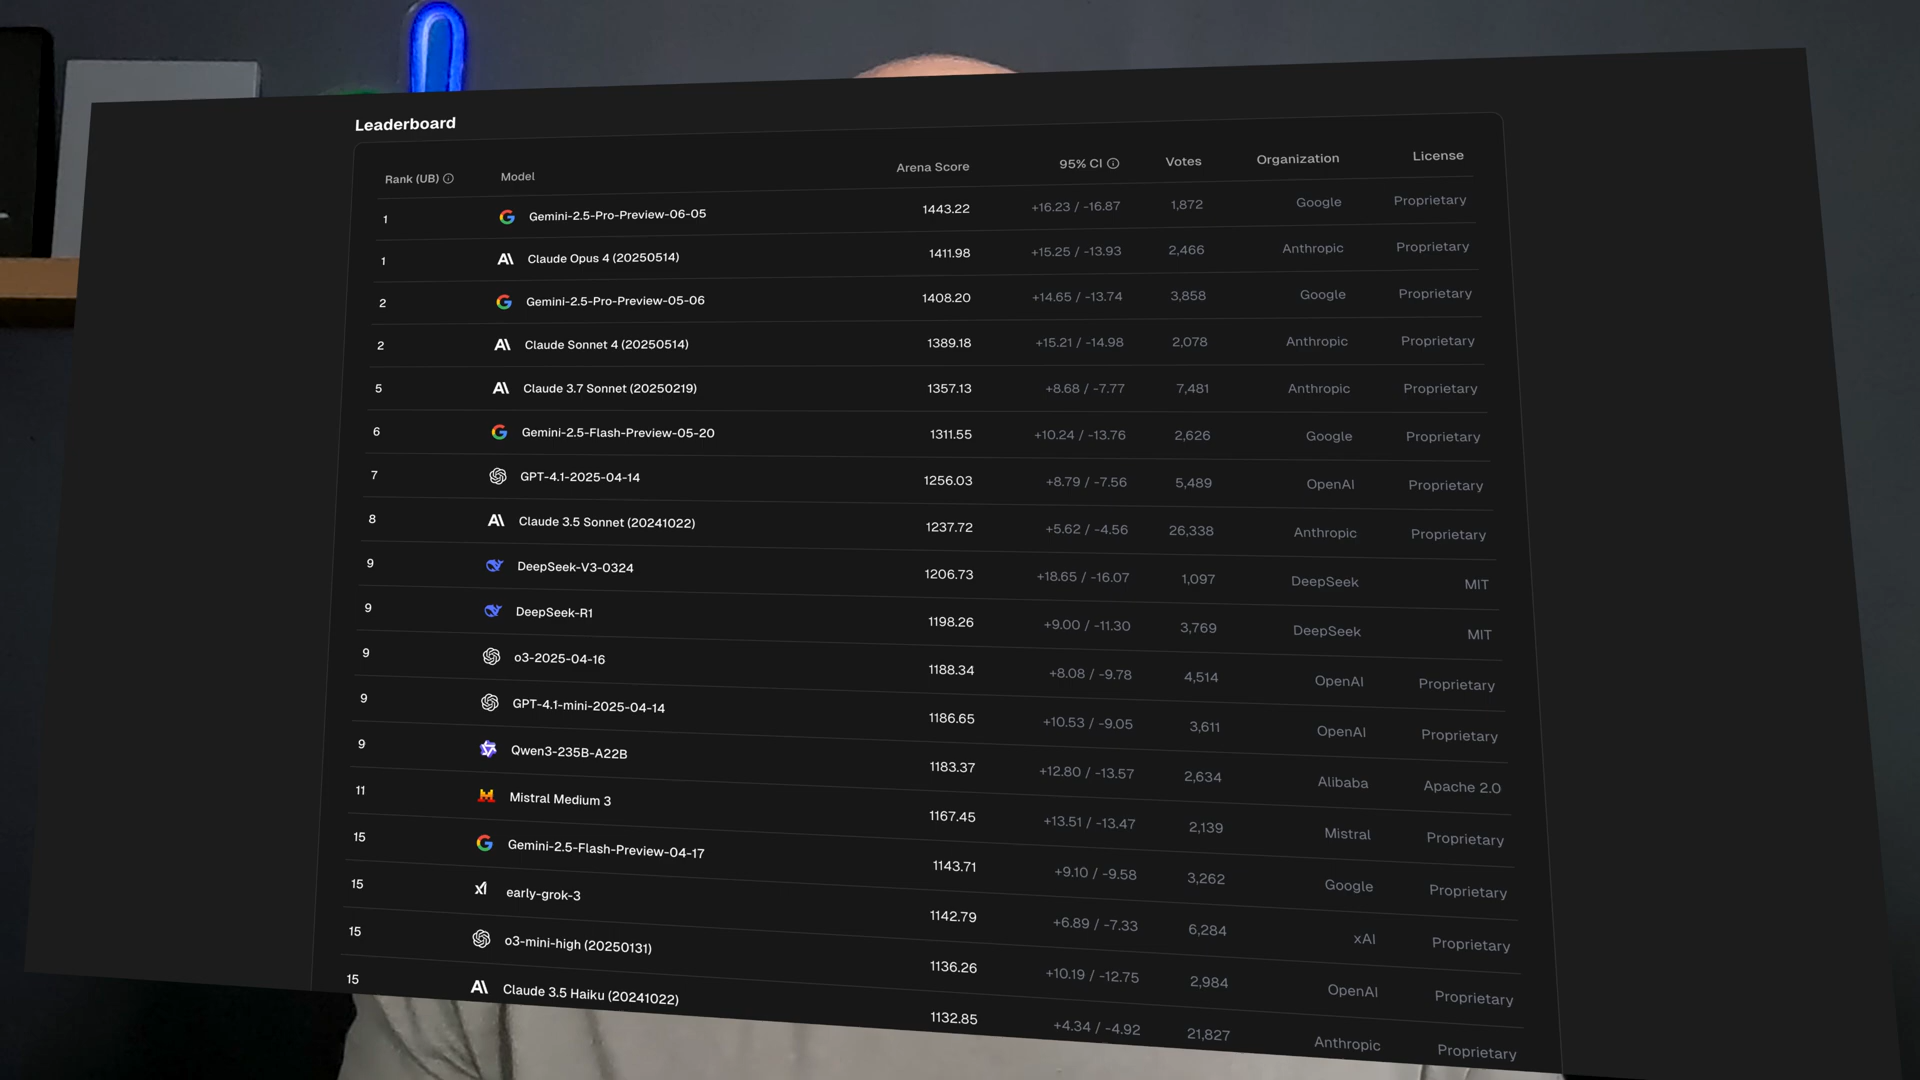 Leaderboard
Rank (UB) Model Arena Score 95% CI Votes Organization License
1 Gemini-2.5-Pro-Preview-06-05 1443.22 +16.23 / -16.87 1,872 Google Proprietary
1 Claude Opus 4 (20250514) 1411.98 +15.25 / -13.93 2,466 Anthropic Proprietary
2 Gemini-2.5-Pro-Preview-05-06 1408.20 +14.65 / -13.74 3,858 Google Proprietary
2 Claude Sonnet 4 (20250514) 1389.18 +15.21 / -14.98 2,078 Anthropic Proprietary
5 Claude 3.7 Sonnet (20250219) 1357.13 +8.68 / -7.77 7,481 Anthropic Proprietary
6 Gemini-2.5-Flash-Preview-05-20 1311.55 +10.24 / -13.76 2,626 Google Proprietary
7 GPT-4.1-2025-04-14 1256.03 +8.79 / -7.56 5,489 OpenAI Proprietary
8 Claude 3.5 Sonnet (20241022) 1237.72 +5.62 / -4.56 26,338 Anthropic Proprietary
9 DeepSeek-V3-0324 1206.73 +18.65 / -16.07 1,097 DeepSeek MIT
9 DeepSeek-R1 1198.26 +9.00 / -11.30 3,769 DeepSeek MIT
9 o3-2025-04-16 1188.34 +8.08 / -9.78 4,514 OpenAI Proprietary
9 GPT-4.1-mini-2025-04-14 1186.65 +10.53 / -9.05 3,611 OpenAI Proprietary
9 Qwen3-235B-A22B 1183.37 +12.80 / -13.57 2,634 Alibaba Apache 2.0
11 Mistral Medium 3 1167.45 +13.51 / -13.47 2,139 Mistral Proprietary
15 Gemini-2.5-Flash-Preview-04-17 1143.71 +9.10 / -9.58 3,262 Google Proprietary
15 early-grok-3 1142.79 +6.89 / -7.33 6,284 xAI Proprietary
15 o3-mini-high (20250131) 1136.26 +10.19 / -12.75 2,984 OpenAI Proprietary
15 Claude 3.5 Haiku (20241022) 1132.85 +4.34 / -4.92 21,827 Anthropic Proprietary